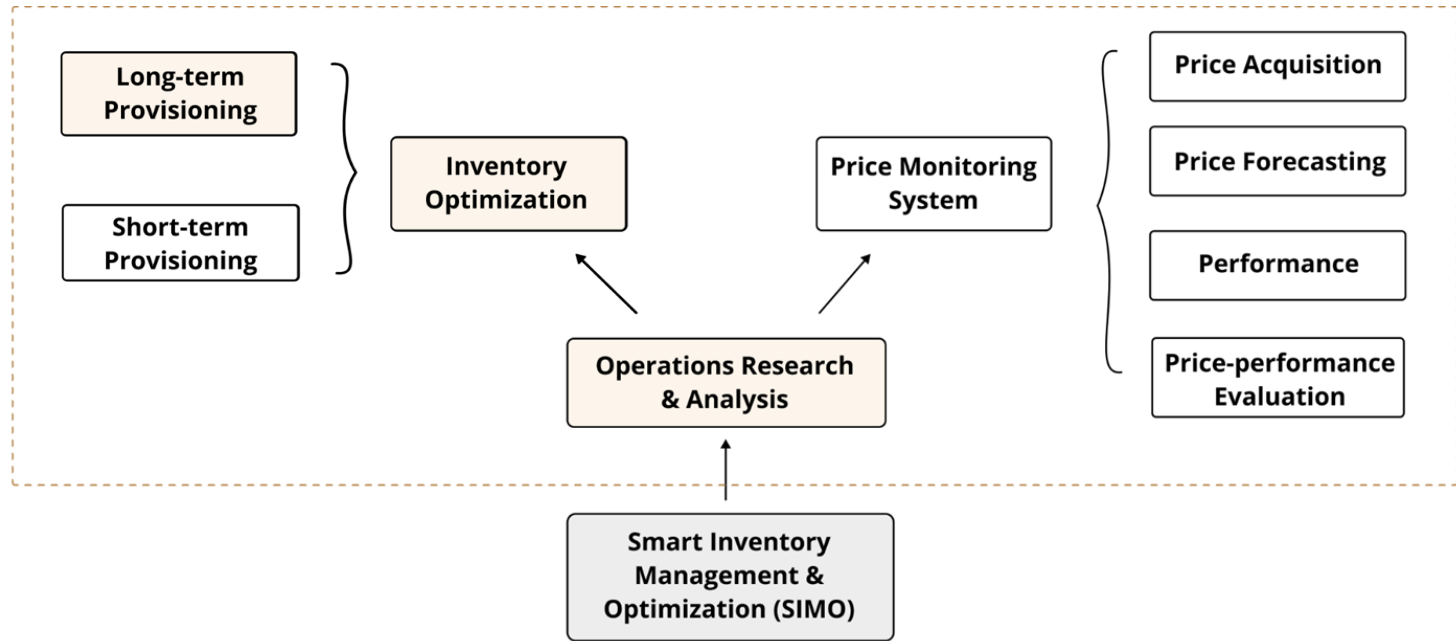 Long-term
Provisioning
Short-term
Provisioning
Inventory
Optimization
Price Monitoring
System
Price Acquisition
Price Forecasting
Performance
Price-performance
Evaluation
Operations Research
& Analysis
Smart Inventory
Management &
Optimization (SIMO)